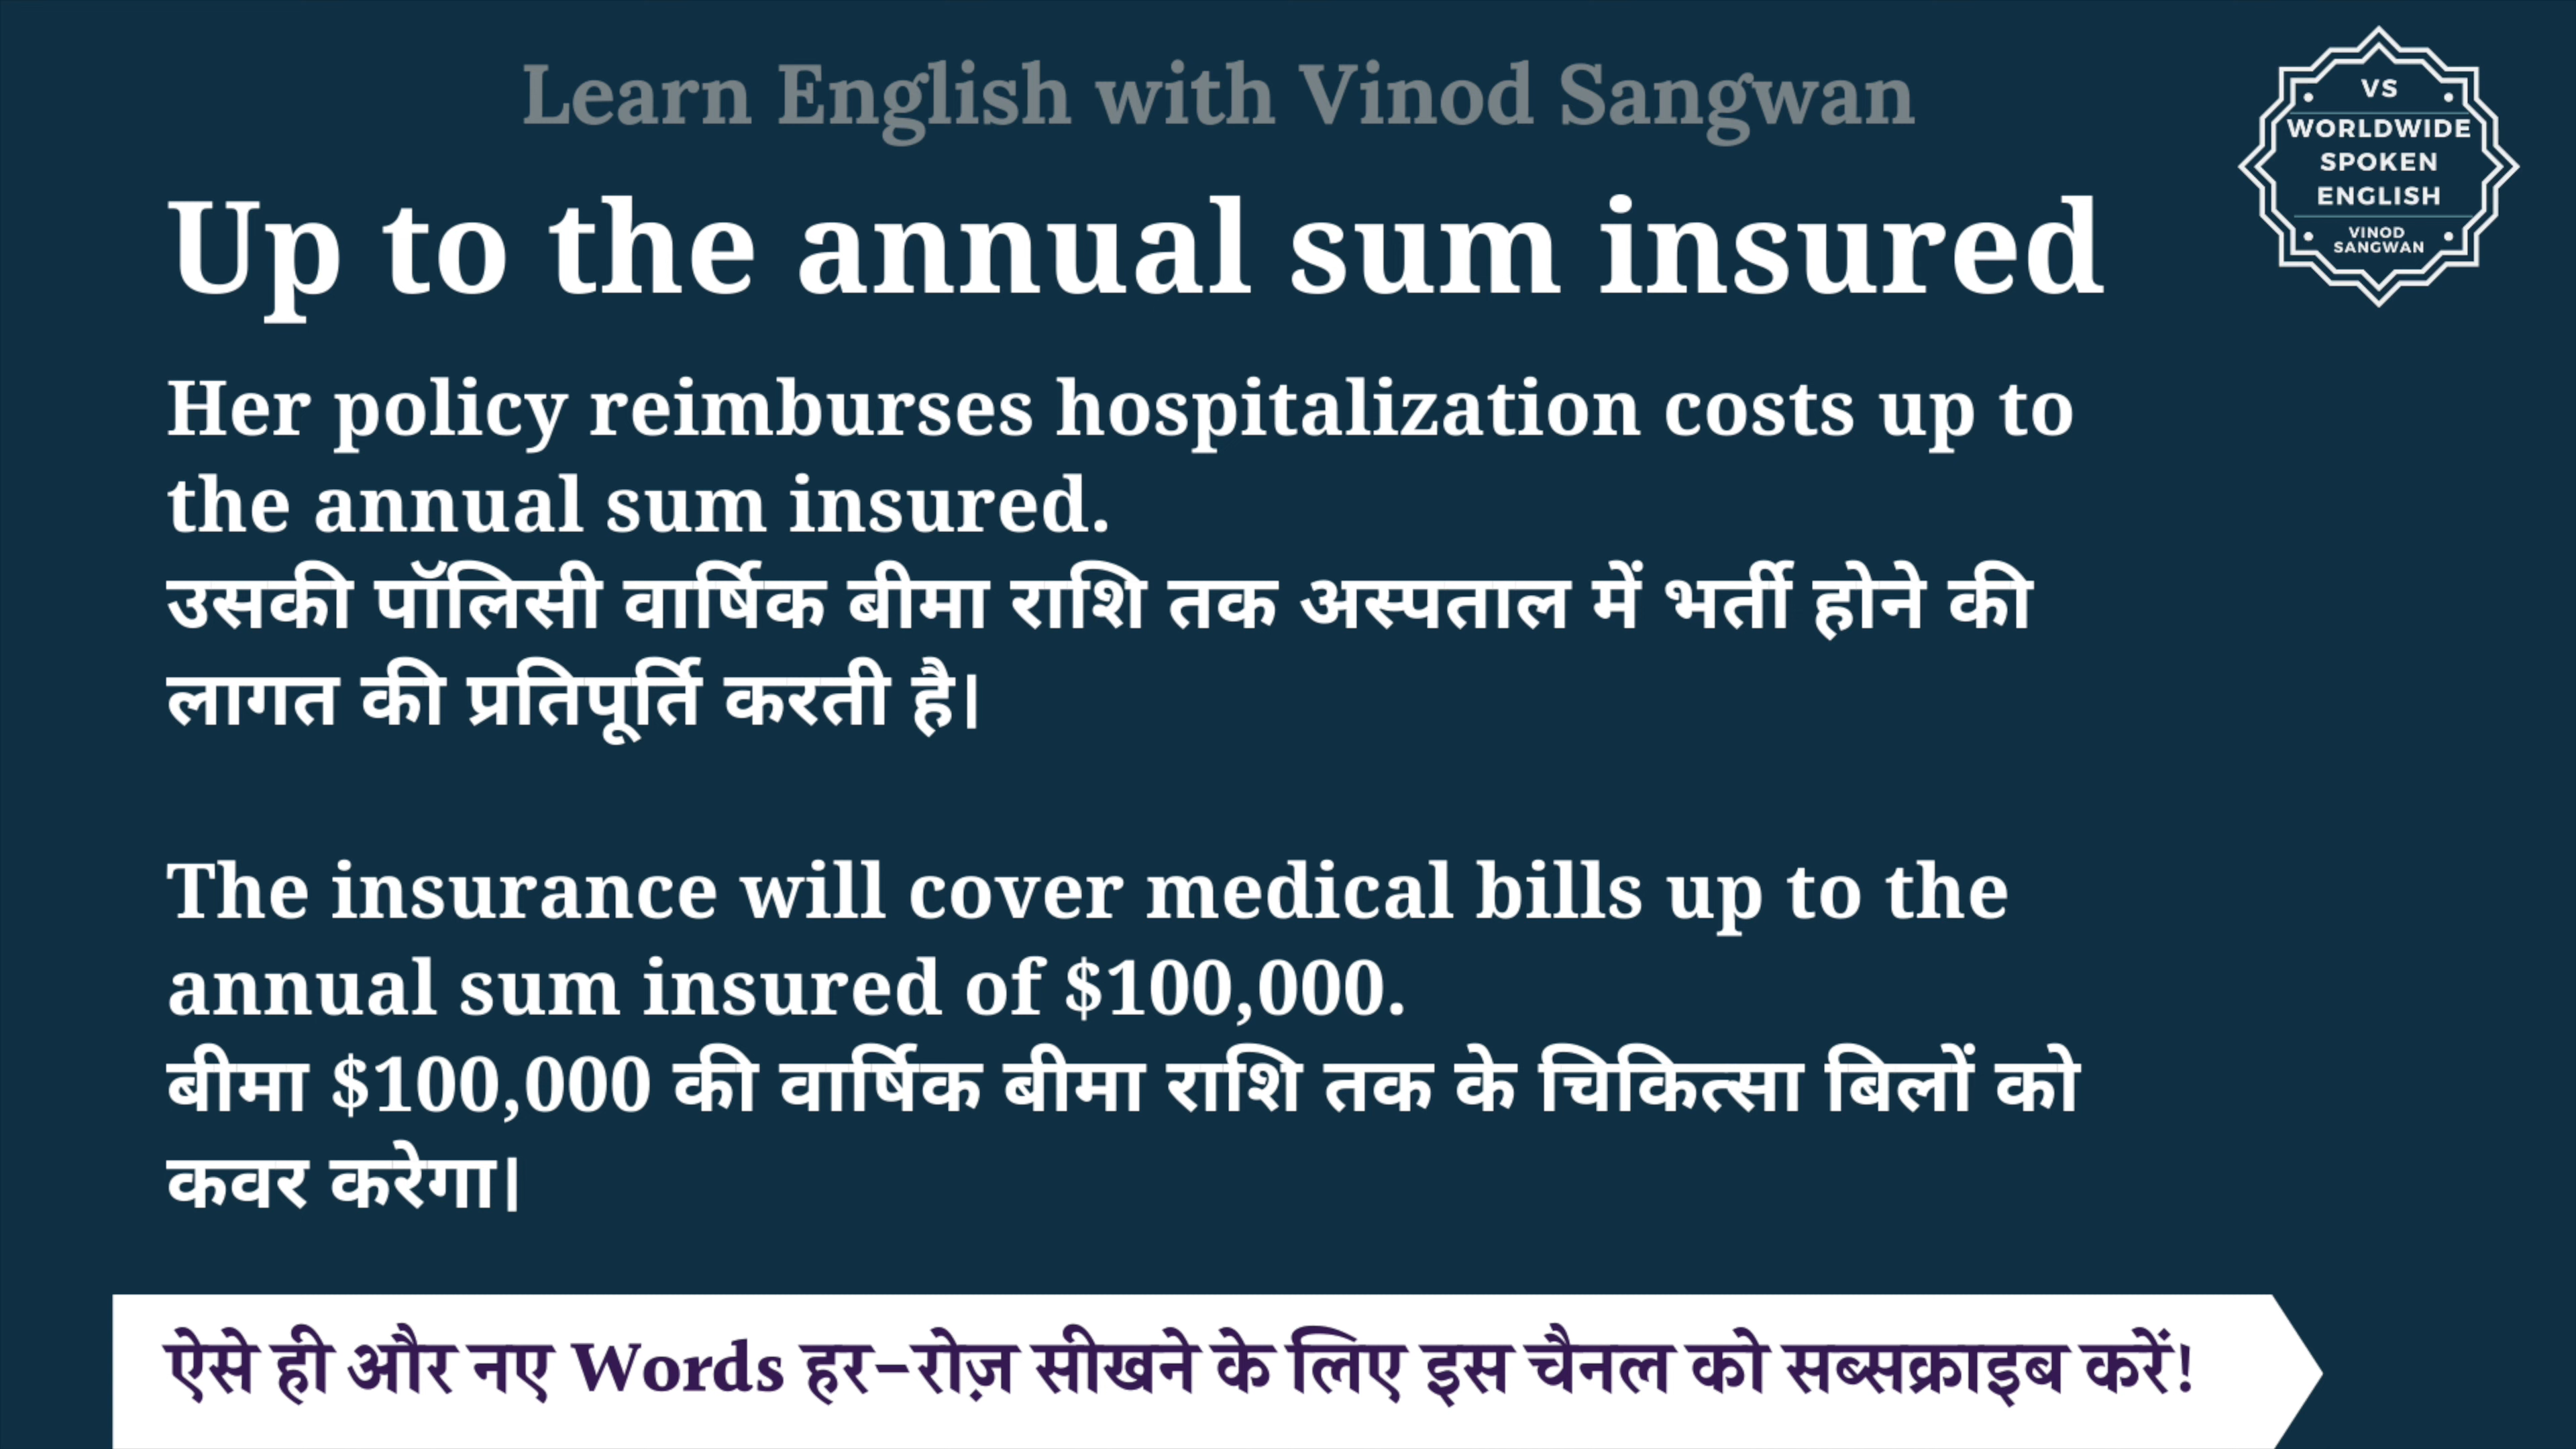 Learn English with Vinod Sangwan
VS
WORLDWIDE
SPOKEN
ENGLISH
VINOD
SANGWAN
Up to the annual sum insured
Her policy reimburses hospitalization costs up to
the annual sum insured.
उसकी पॉलिसी वार्षिक बीमा राशि तक अस्पताल में भर्ती होने की
लागत की प्रतिपूर्ति करती है।
The insurance will cover medical bills up to the
annual sum insured of $100,000.
बीमा $100,000 की वार्षिक बीमा राशि तक के चिकित्सा बिलों को
कवर करेगा।
ऐसे ही और नए Words हर-रोज़ सीखने के लिए इस चैनल को सब्सक्राइब करें!